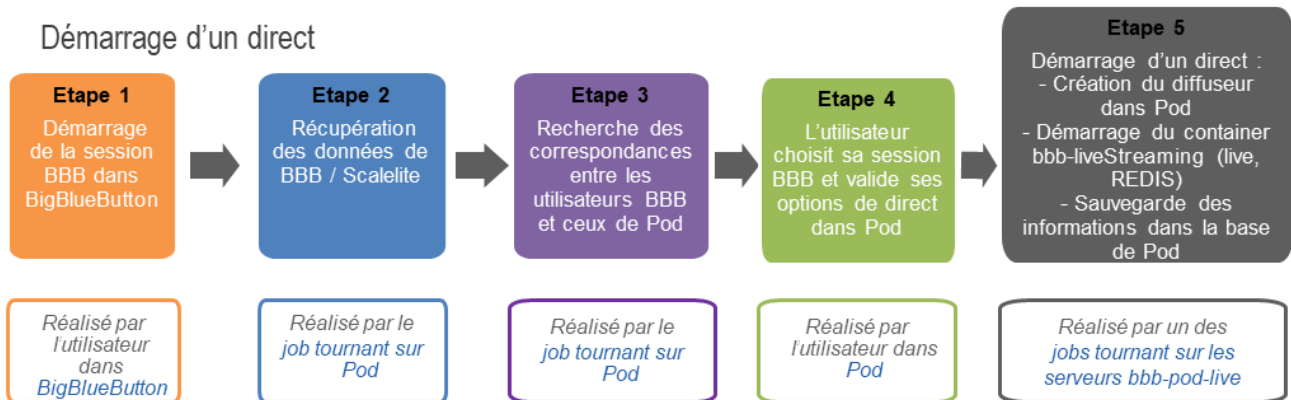 Démarrage d’un direct
Etape 1
Démarrage
de la session
BBB dans
BigBlueButton
Etape 2
Récupération
des données de
BBB / Scalelite
Etape 3
Recherche des
correspondances
entre les
utilisateurs BBB
et ceux de Pod
Etape 4
L’utilisateur
choisit sa session
BBB et valide ses
options de direct
dans Pod
Etape 5
Démarrage d’un direct :
- Création du diffuseur
dans Pod
- Démarrage du container
bbb-liveStreaming (live,
REDIS)
- Sauvegarde des
informations dans la base
de Pod
Réalisé par
l’utilisateur
dans
BigBlueButton
Réalisé par le
job tournant sur
Pod
Réalisé par le
job tournant sur
Pod
Réalisé par
l’utilisateur dans
Pod
Réalisé par un des
jobs tournant sur les
serveurs bbb-pod-live